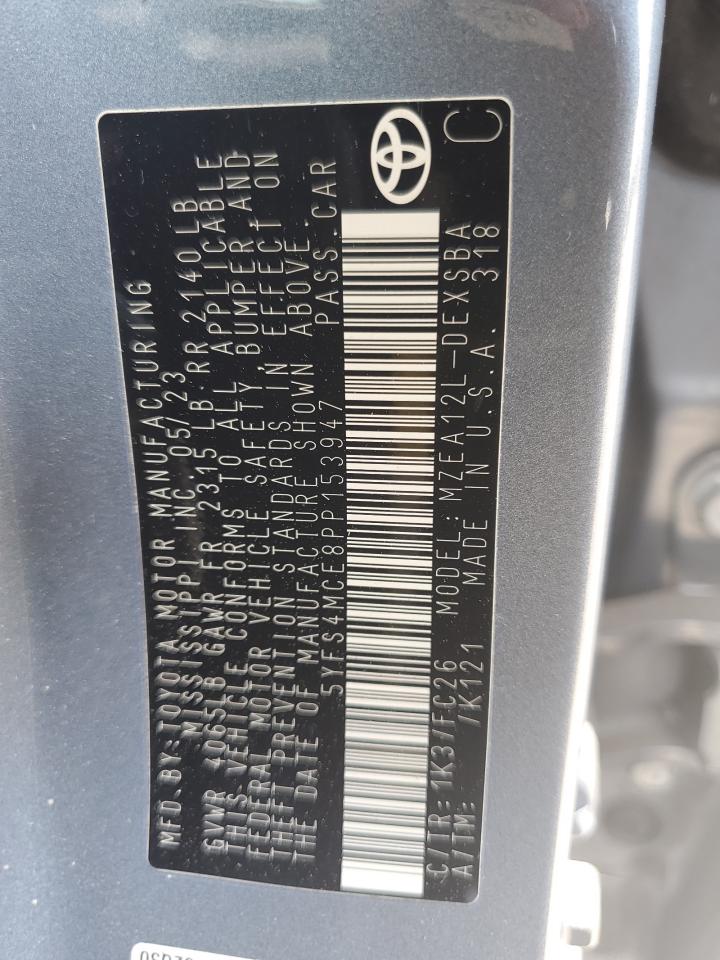 MFD.BY:TOYOTA MOTOR MANUFACTURING
MISSISSIPPI INC.05/23
GVWR 4065LB GAWR FR 2315 LB RR 2140LB
THIS VEHICLE CONFORMS TO ALL APPLICABLE
FEDERAL MOTOR VEHICLE SAFETY, BUMPER AND
THEFT PREVENTION STANDARDS IN EFFECT ON
THE DATE OF MANUFACTURE SHOWN ABOVE.
5YFS4MCE8PP153947 PASS.CAR
C/TR:1K3/FC26 MODEL:MZEA12L-DEXSBA
A/TM: /K121 MADE IN U.S.A. 318
C